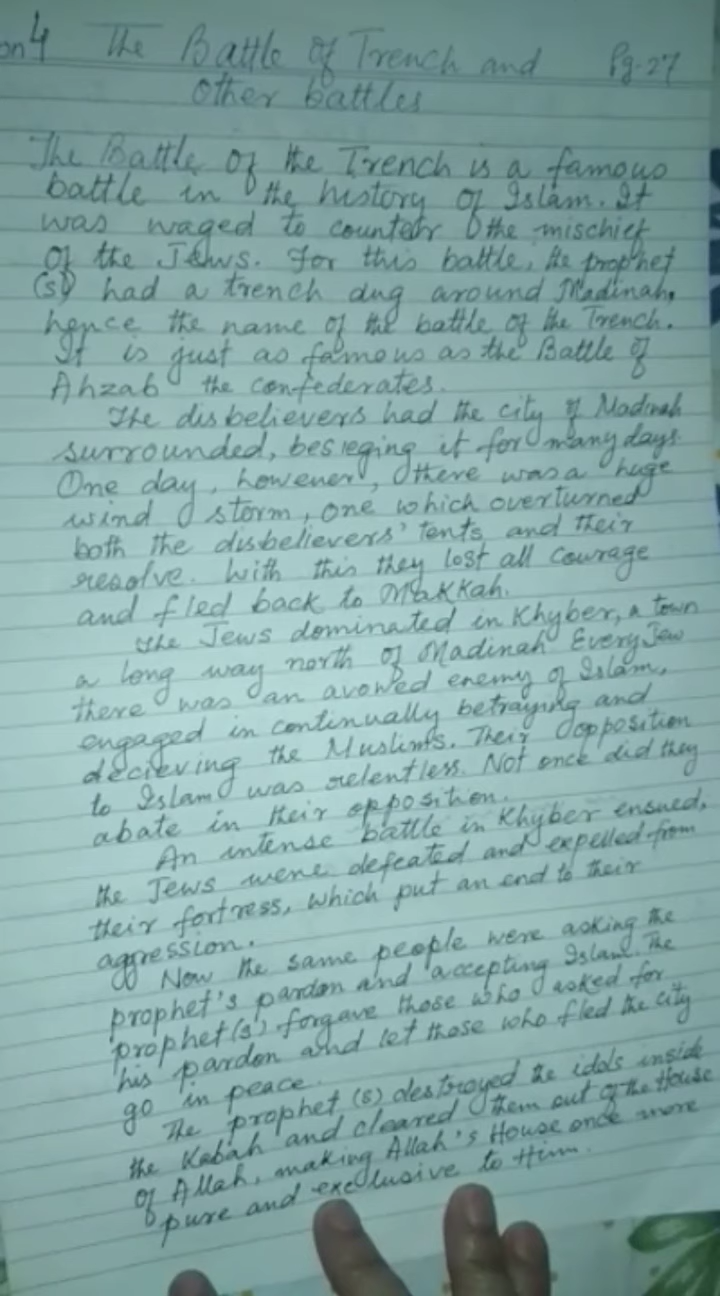 on 4 The Battle of Trench and Pg-27
other battles
The Battle of the Trench is a famous
battle in the history of Islam. It
was waged to counter the mischief
of the Jews. For this battle, the prophet
(s) had a trench dug around Madinah,
hence the name of the battle of the Trench.
It is just as famous as the Battle of
Ahzab the confederates.
The disbelievers had the city of Madinah
surrounded, besieging it for many days.
One day, however, there was a huge
wind storm, one which overturned
both the disbelievers' tents and their
resolve. With this they lost all courage
and fled back to Makkah.
The Jews dominated in Khyber, a town
a long way north of Madinah. Every Jew
there was an avowed enemy of Islam,
engaged in continually betraying and
decieving the Muslims. Their opposition
to Islam was relentless. Not once did they
abate in their opposition.
An intense battle in Khyber ensued,
the Jews were defeated and expelled from
their fortress, which put an end to their
aggression.
Now the same people were asking the
prophet's pardon and accepting Islam. The
prophet (s) forgave those who asked for
his pardon and let those who fled the city
go in peace.
The prophet (s) destroyed the idols inside
the Kabah and cleared them out of the House
of Allah, making Allah's House once more
pure and exclusive to Him.